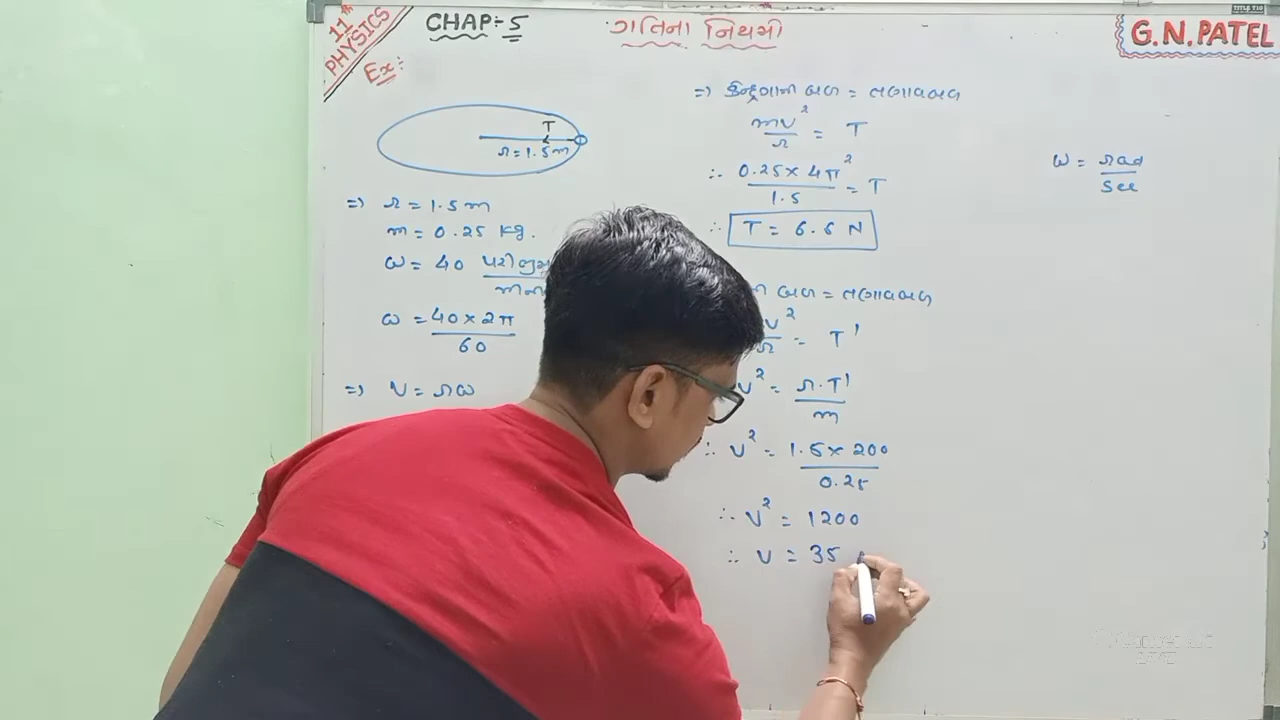 11th PHYSICS
CHAP:- 5
ગતિના નિયમો
G.N.PATEL
Ex:-
T
r = 1.5 m
⇒ r = 1.5 m
m = 0.25 kg.
ω = 40
ω = 40 × 2π / 60
⇒ v = rω
⇒ કેન્દ્રગામી બળ = તણાવબળ
mv² / r = T
∴ 0.25 × 4π² / 1.5 = T
∴ T = 6.6 N
બળ = તણાવબળ
v² / r = T'
v² = r·T' / m
∴ v² = 1.5 × 200 / 0.25
∴ v² = 1200
∴ v = 35
ω = rad / sec